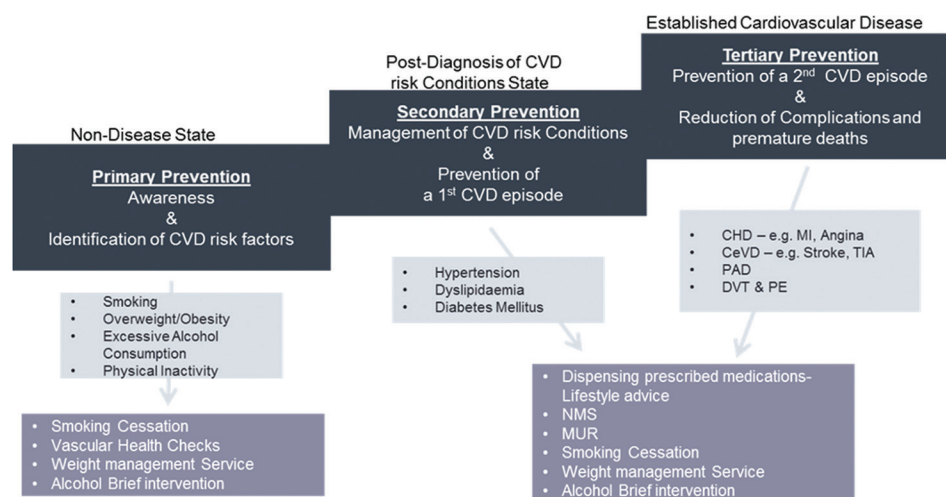 Non-Disease State
Primary Prevention
Awareness
&
Identification of CVD risk factors
• Smoking
• Overweight/Obesity
• Excessive Alcohol
Consumption
• Physical Inactivity
• Smoking Cessation
• Vascular Health Checks
• Weight management Service
• Alcohol Brief intervention
Post-Diagnosis of CVD
risk Conditions State
Secondary Prevention
Management of CVD risk Conditions
&
Prevention of
a 1st CVD episode
• Hypertension
• Dyslipidaemia
• Diabetes Mellitus
Established Cardiovascular Disease
Tertiary Prevention
Prevention of a 2nd CVD episode
&
Reduction of Complications and
premature deaths
• CHD – e.g. MI, Angina
• CeVD – e.g. Stroke, TIA
• PAD
• DVT & PE
• Dispensing prescribed medications-
Lifestyle advice
• NMS
• MUR
• Smoking Cessation
• Weight management Service
• Alcohol Brief intervention